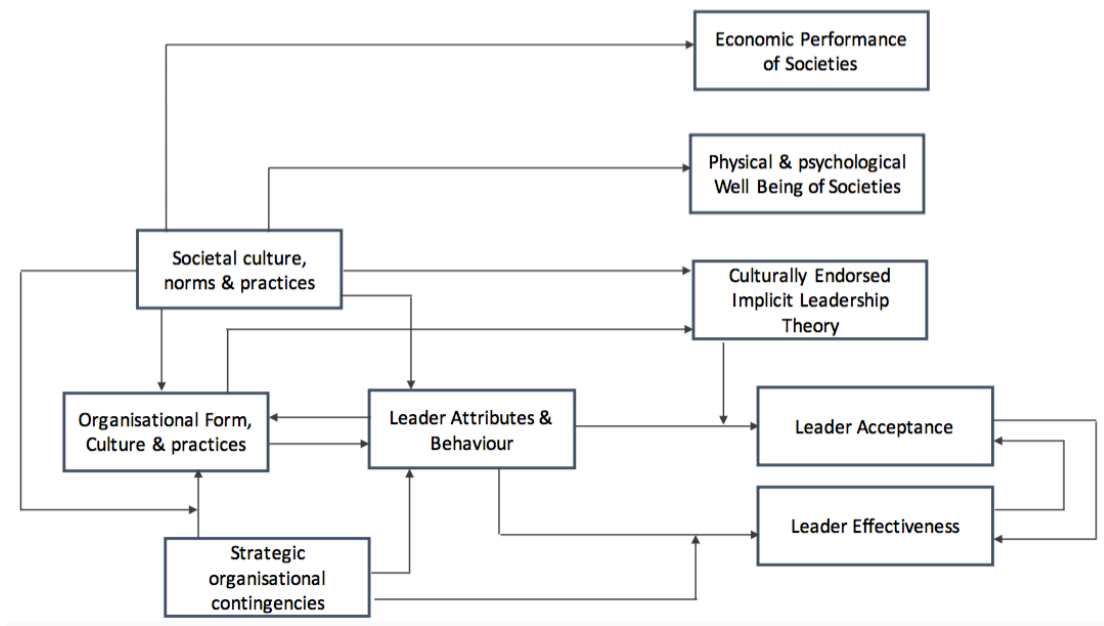 Economic Performance
of Societies
Physical & psychological
Well Being of Societies
Societal culture,
norms & practices
Culturally Endorsed
Implicit Leadership
Theory
Organisational Form,
Culture & practices
Leader Attributes &
Behaviour
Leader Acceptance
Leader Effectiveness
Strategic
organisational
contingencies